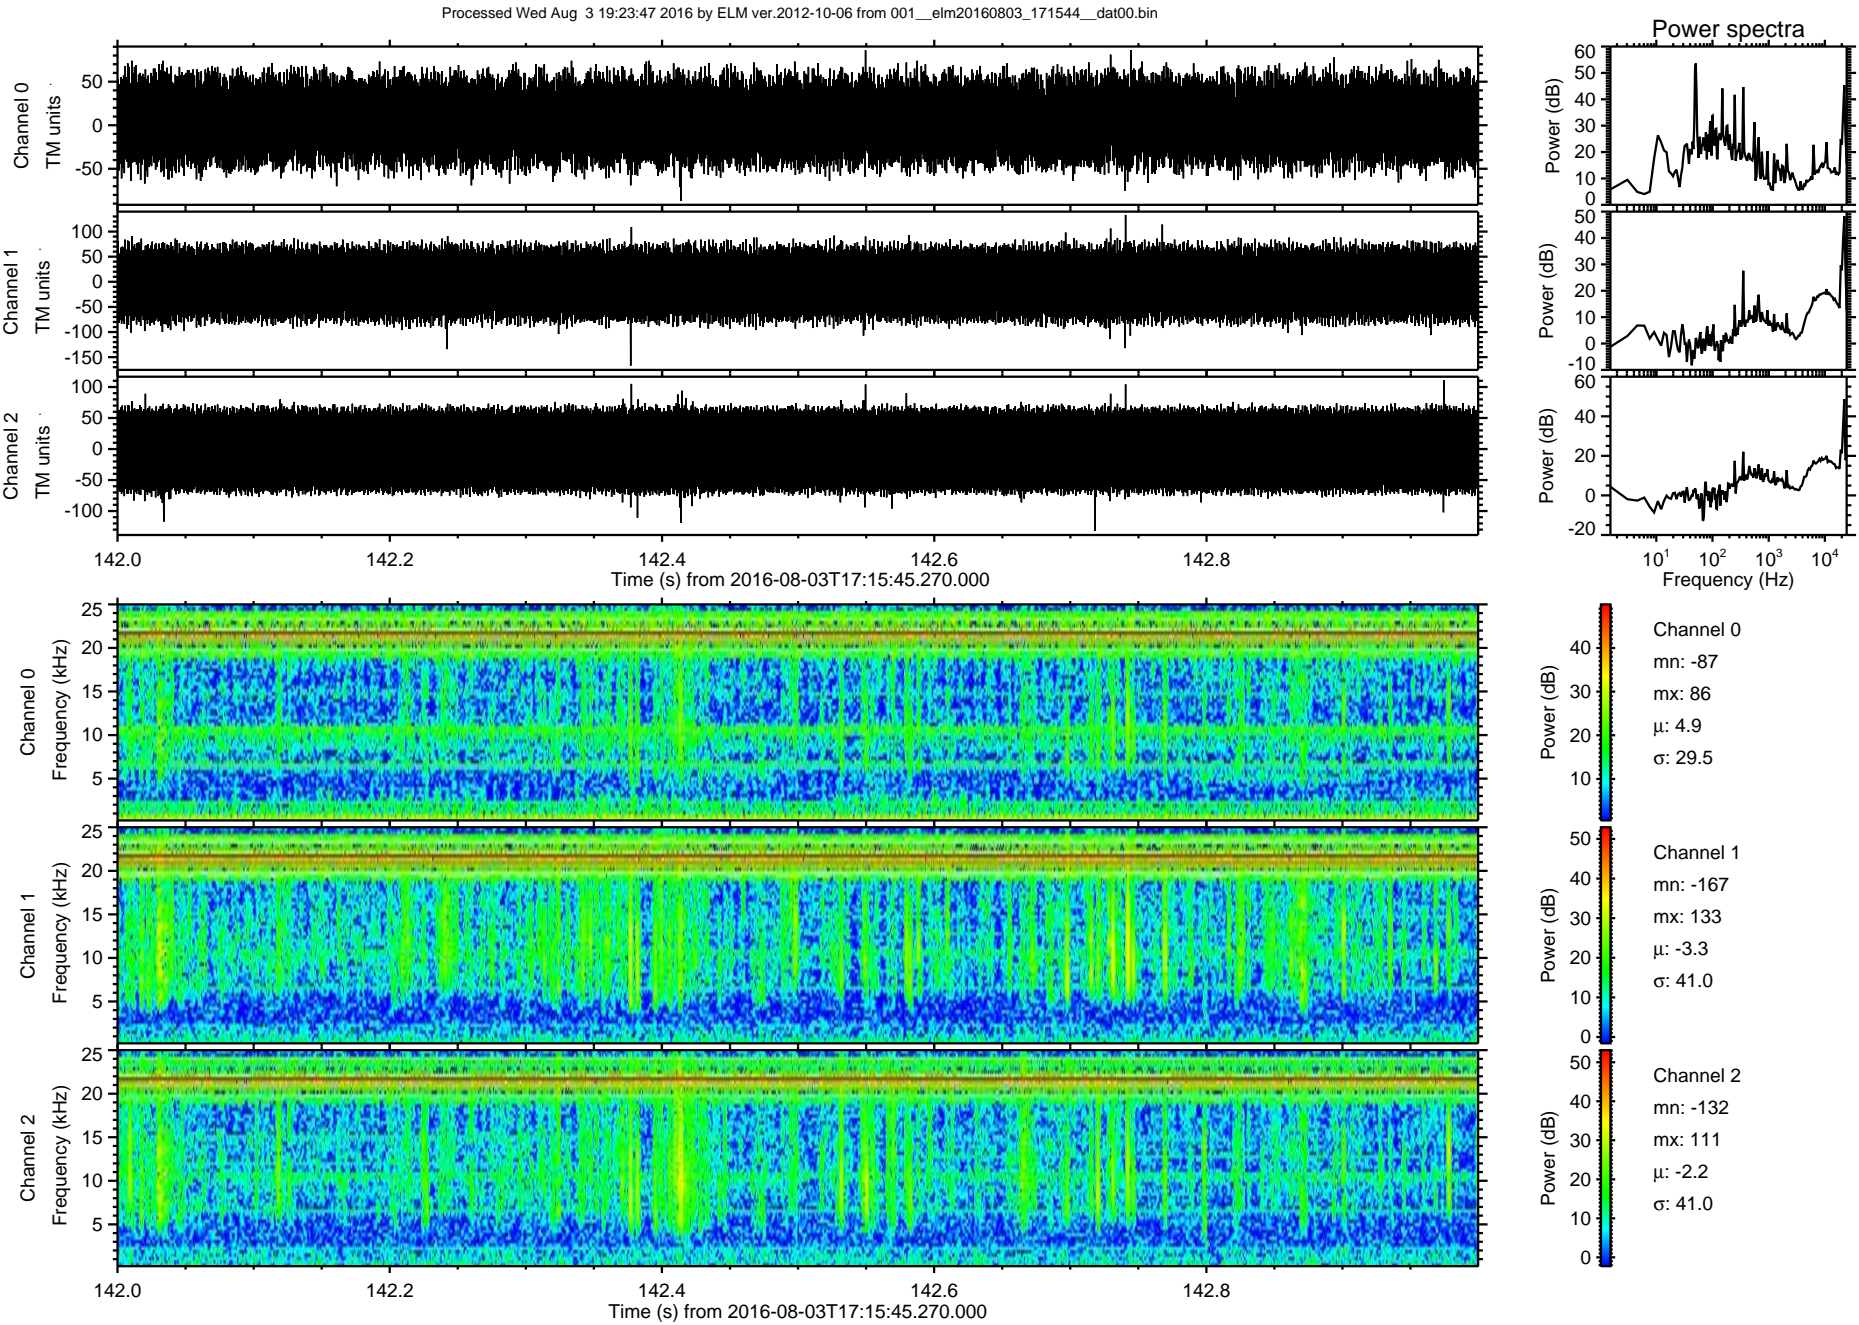 Processed Wed Aug  3 19:23:47 2016 by ELM ver.2012-10-06 from 001__elm20160803_171544__dat00.bin
Power spectra
Channel 0
TM units
50
0
-50
Power (dB)
60
50
40
30
20
10
0
Channel 1
TM units
100
50
0
-50
-100
-150
Power (dB)
50
40
30
20
10
0
-10
Channel 2
TM units
100
50
0
-50
-100
Power (dB)
60
40
20
0
-20
142.0 142.2 142.4 142.6 142.8
Time (s) from 2016-08-03T17:15:45.270.000
10¹ 10² 10³ 10⁴
Frequency (Hz)
Channel 0
Frequency (kHz)
25
20
15
10
5
Power (dB)
40
30
20
10
Channel 0
mn: -87
mx: 86
μ: 4.9
σ: 29.5
Channel 1
Frequency (kHz)
25
20
15
10
5
Power (dB)
50
40
30
20
10
0
Channel 1
mn: -167
mx: 133
μ: -3.3
σ: 41.0
Channel 2
Frequency (kHz)
25
20
15
10
5
Power (dB)
50
40
30
20
10
0
Channel 2
mn: -132
mx: 111
μ: -2.2
σ: 41.0
142.0 142.2 142.4 142.6 142.8
Time (s) from 2016-08-03T17:15:45.270.000